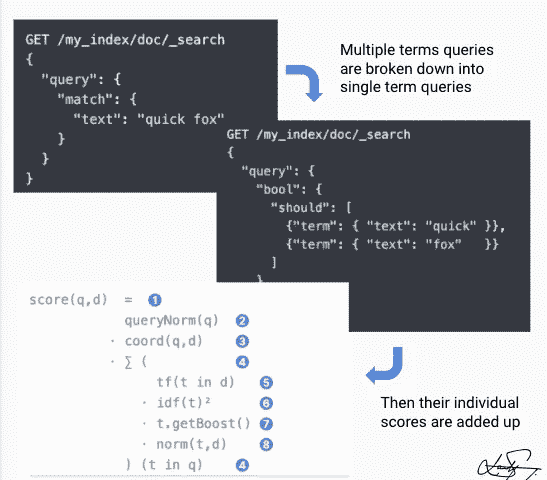 GET /my_index/doc/_search
{
"query": {
"match": {
"text": "quick fox"
}
}
}
Multiple terms queries
are broken down into
single term queries
GET /my_index/doc/_search
{
"query": {
"bool": {
"should": [
{"term": { "text": "quick" }},
{"term": { "text": "fox" }}
]
}
score(q,d) = 1
queryNorm(q) 2
· coord(q,d) 3
· ∑ ( 4
tf(t in d) 5
· idf(t)² 6
· t.getBoost() 7
· norm(t,d) 8
) (t in q) 4
Then their individual
scores are added up